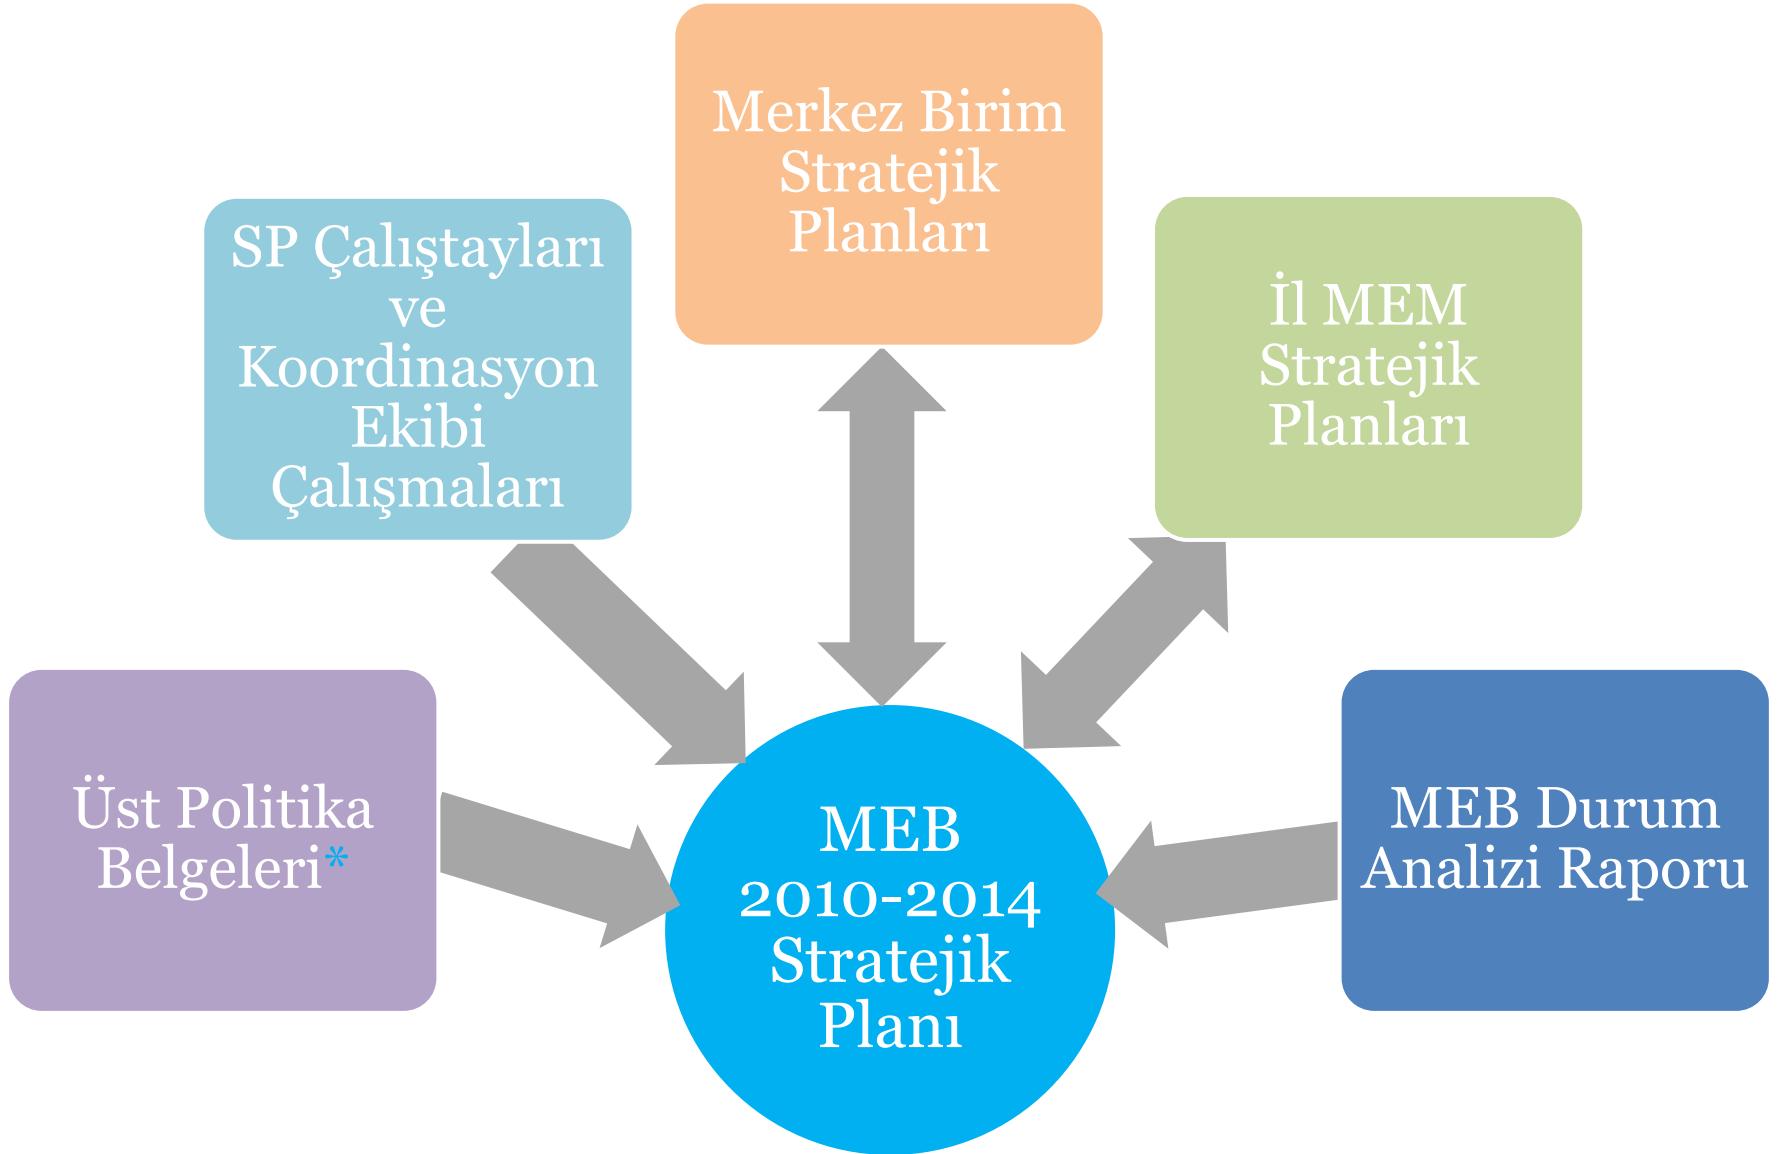 Merkez Birim
Stratejik
Planları
SP Çalıştayları
ve
Koordinasyon
Ekibi
Çalışmaları
İl MEM
Stratejik
Planları
Üst Politika
Belgeleri*
MEB
2010-2014
Stratejik
Planı
MEB Durum
Analizi Raporu